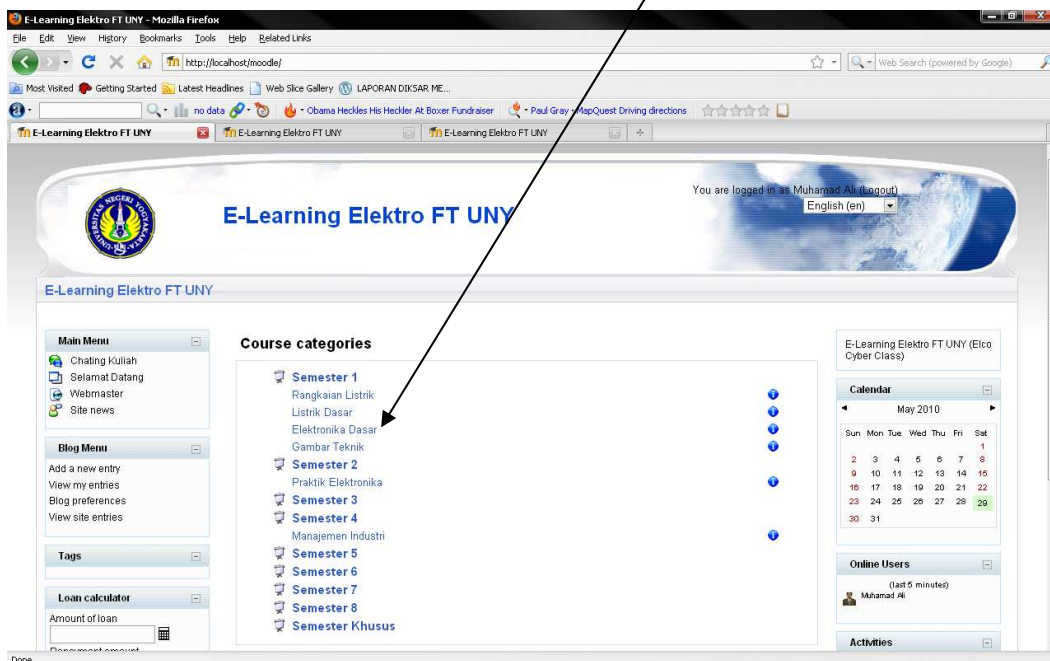 E-Learning Elektro FT UNY - Mozilla Firefox
File Edit View History Bookmarks Tools Help Related Links
http://localhost/moodle/
Web Search (powered by Google)
Most Visited Getting Started Latest Headlines Web Slice Gallery LAPORAN DIKSAR ME...
no data Obama Heckles His Heckler At Boxer Fundraiser Paul Gray MapQuest Driving directions
E-Learning Elektro FT UNY E-Learning Elektro FT UNY E-Learning Elektro FT UNY
You are logged in as Muhamad Ali (Logout)
English (en)
E-Learning Elektro FT UNY
E-Learning Elektro FT UNY
Main Menu
Chating Kuliah
Selamat Datang
Webmaster
Site news
Blog Menu
Add a new entry
View my entries
Blog preferences
View site entries
Tags
Loan calculator
Amount of loan
Course categories
Semester 1
Rangkaian Listrik
Listrik Dasar
Elektronika Dasar
Gambar Teknik
Semester 2
Praktik Elektronika
Semester 3
Semester 4
Manajemen Industri
Semester 5
Semester 6
Semester 7
Semester 8
Semester Khusus
E-Learning Elektro FT UNY (Elco
Cyber Class)
Calendar
May 2010
Sun Mon Tue Wed Thu Fri Sat
1
2 3 4 5 6 7 8
9 10 11 12 13 14 15
16 17 18 19 20 21 22
23 24 25 26 27 28 29
30 31
Online Users
(last 5 minutes)
Muhamad Ali
Activities
Done